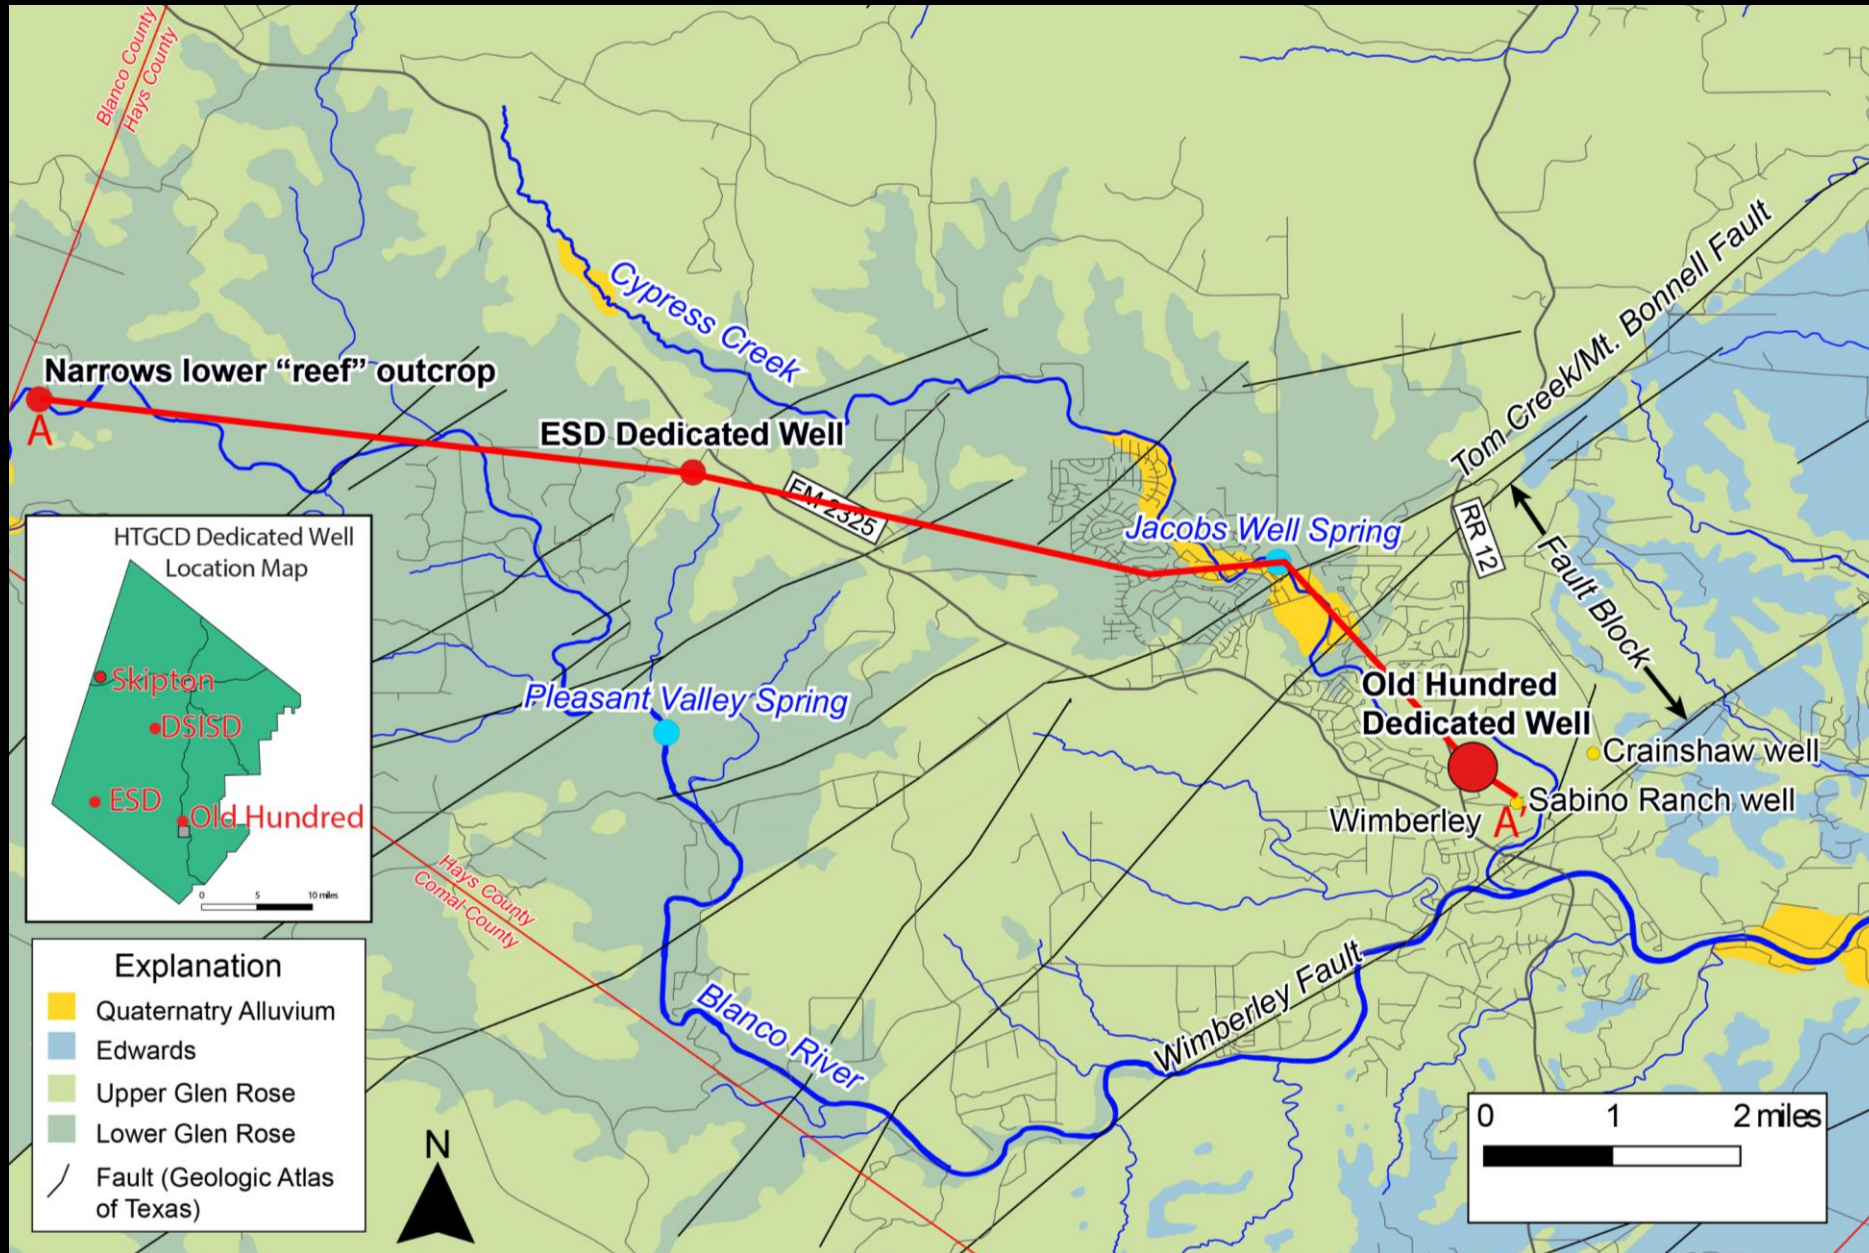 Blanco County
Hays County
Cypress Creek
Narrows lower “reef” outcrop
A
ESD Dedicated Well
FM 2325
Tom Creek/Mt. Bonnell Fault
Jacobs Well Spring
RR 12
Fault Block
HTGCD Dedicated Well
Location Map
Skipton
DSISD
ESD
Old Hundred
0 5 10 miles
Pleasant Valley Spring
Old Hundred
Dedicated Well
Crainshaw well
Sabino Ranch well
Wimberley
A'
Hays County
Comal County
Blanco River
Wimberley Fault
Explanation
Quaternatry Alluvium
Edwards
Upper Glen Rose
Lower Glen Rose
Fault (Geologic Atlas
of Texas)
N
0 1 2 miles